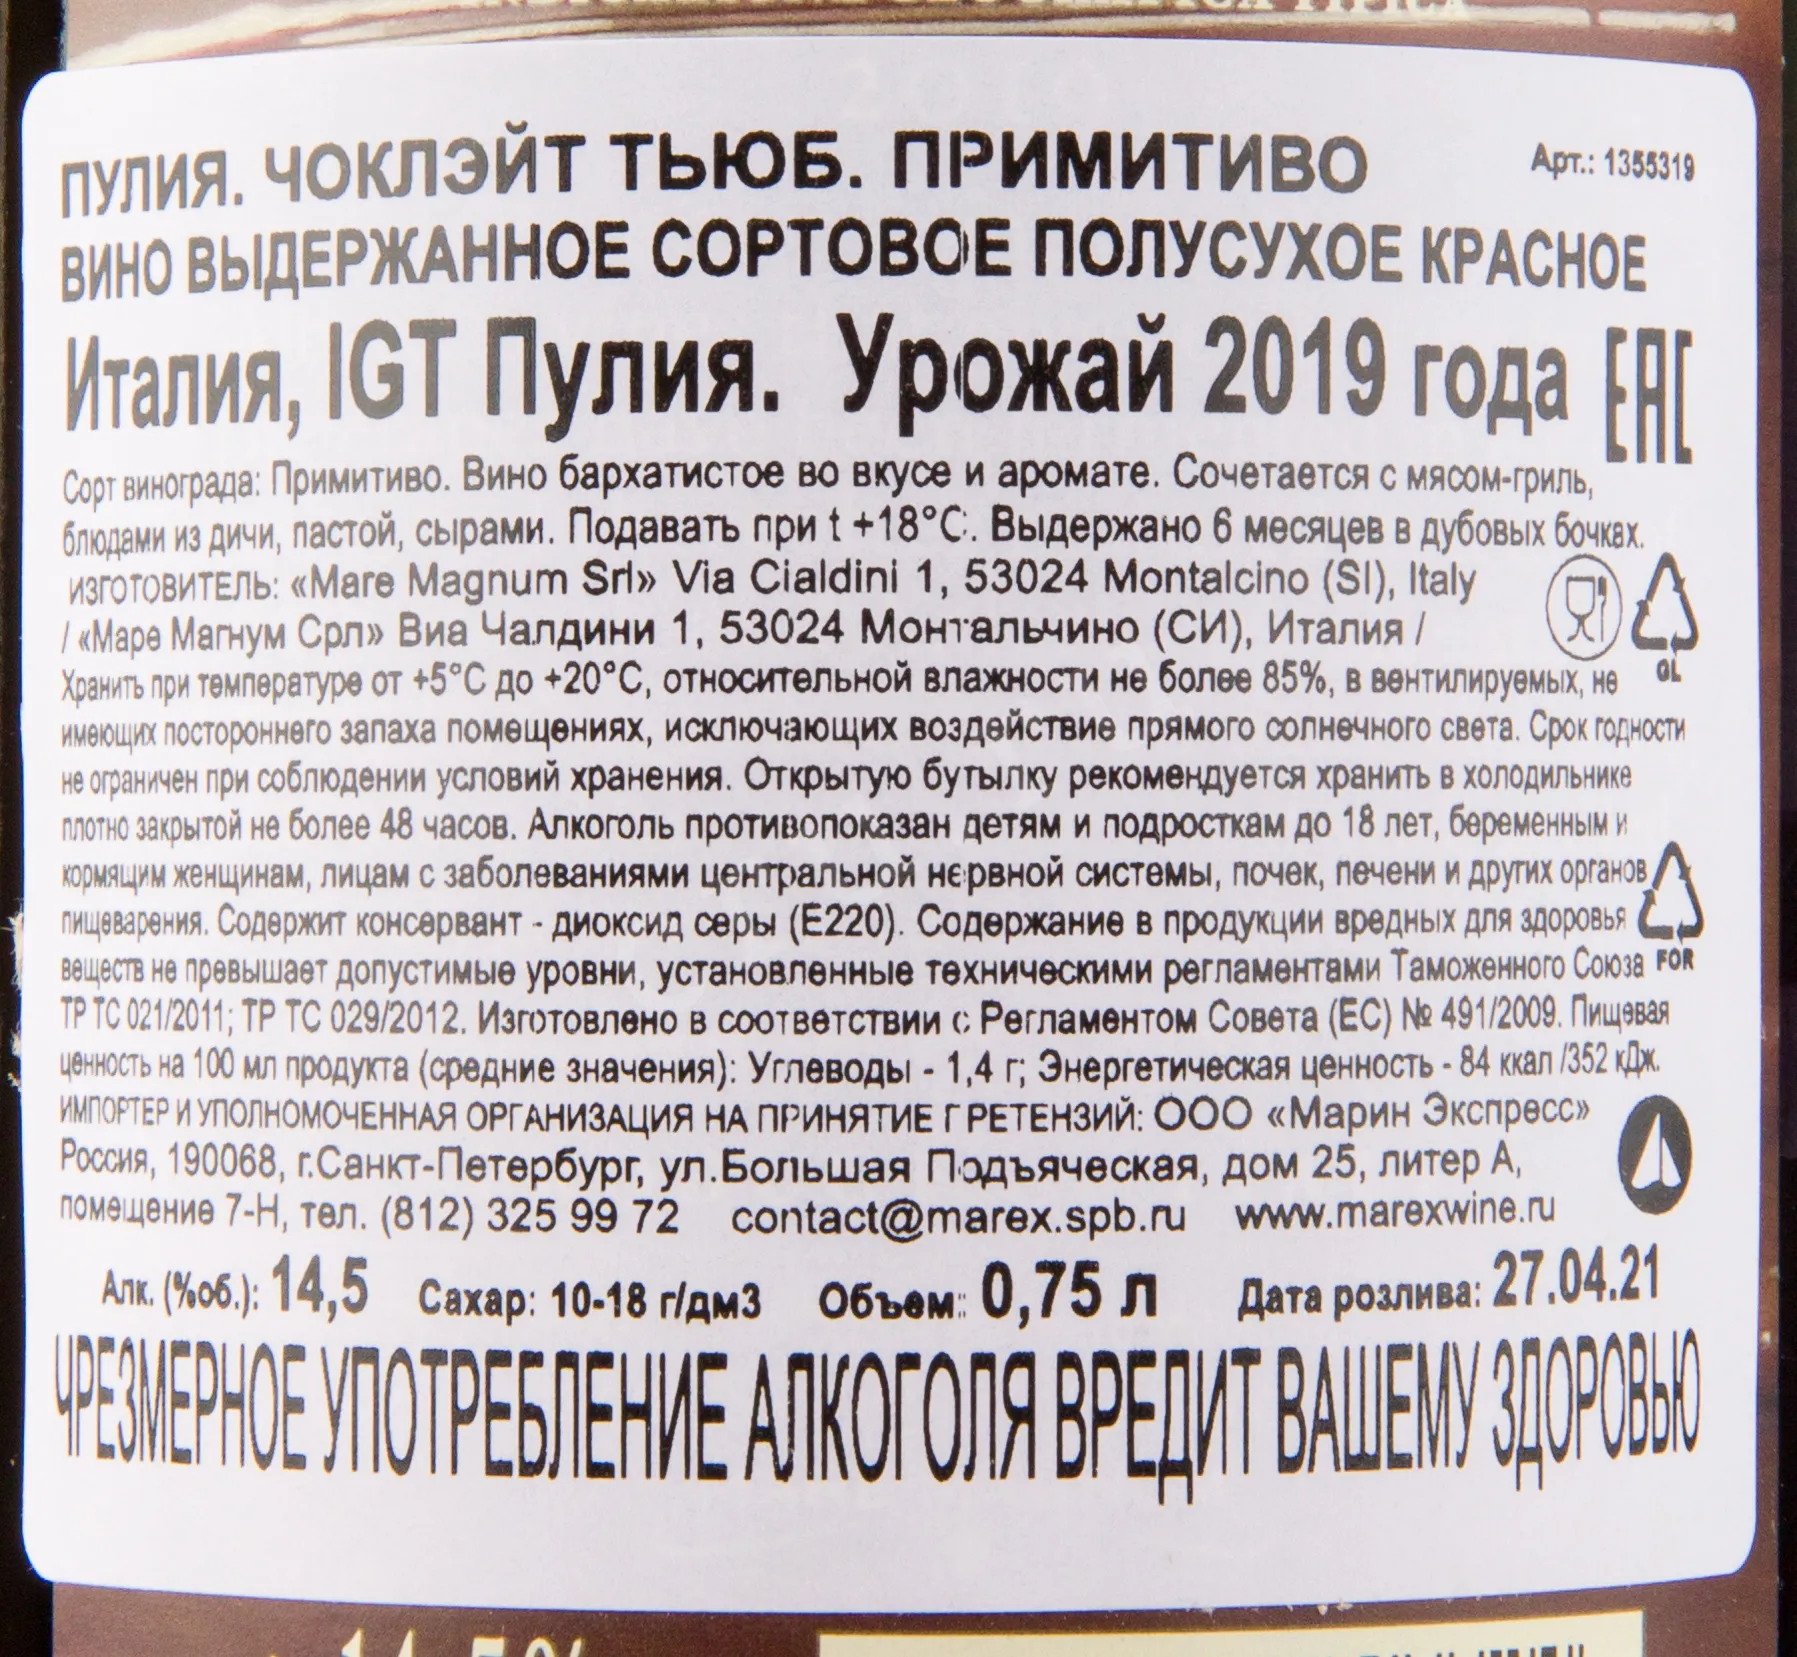 INDICAZIONE GEOGRAFICA TIPICA
ПУЛИЯ. ЧОКЛЭЙТ ТЬЮБ. ПРИМИТИВО
Арт.: 1355319
ВИНО ВЫДЕРЖАННОЕ СОРТОВОЕ ПОЛУСУХОЕ КРАСНОЕ
Италия, IGT Пулия. Урожай 2019 года
EAC
Сорт винограда: Примитиво. Вино бархатистое во вкусе и аромате. Сочетается с мясом-гриль,
блюдами из дичи, пастой, сырами. Подавать при t +18°C. Выдержано 6 месяцев в дубовых бочках.
ИЗГОТОВИТЕЛЬ: «Mare Magnum Srl» Via Cialdini 1, 53024 Montalcino (SI), Italy
/ «Маре Магнум Срл» Виа Чалдини 1, 53024 Монтальчино (СИ), Италия /
GL
Хранить при температуре от +5°C до +20°C, относительной влажности не более 85%, в вентилируемых, не
имеющих постороннего запаха помещениях, исключающих воздействие прямого солнечного света. Срок годности
не ограничен при соблюдении условий хранения. Открытую бутылку рекомендуется хранить в холодильнике
плотно закрытой не более 48 часов. Алкоголь противопоказан детям и подросткам до 18 лет, беременным и
кормящим женщинам, лицам с заболеваниями центральной нервной системы, почек, печени и других органов
пищеварения. Содержит консервант - диоксид серы (Е220). Содержание в продукции вредных для здоровья
веществ не превышает допустимые уровни, установленные техническими регламентами Таможенного Союза
FOR
ТР ТС 021/2011; ТР ТС 029/2012. Изготовлено в соответствии с Регламентом Совета (ЕС) № 491/2009. Пищевая
ценность на 100 мл продукта (средние значения): Углеводы - 1,4 г; Энергетическая ценность - 84 ккал /352 кДж.
ИМПОРТЕР И УПОЛНОМОЧЕННАЯ ОРГАНИЗАЦИЯ НА ПРИНЯТИЕ ПРЕТЕНЗИЙ: ООО «Марин Экспресс»
Россия, 190068, г.Санкт-Петербург, ул.Большая Подъяческая, дом 25, литер А,
помещение 7-Н, тел. (812) 325 99 72 contact@marex.spb.ru www.marexwine.ru
Алк. (%об.): 14,5 Сахар: 10-18 г/дм3 Объем: 0,75 л Дата розлива: 27.04.21
ЧРЕЗМЕРНОЕ УПОТРЕБЛЕНИЕ АЛКОГОЛЯ ВРЕДИТ ВАШЕМУ ЗДОРОВЬЮ